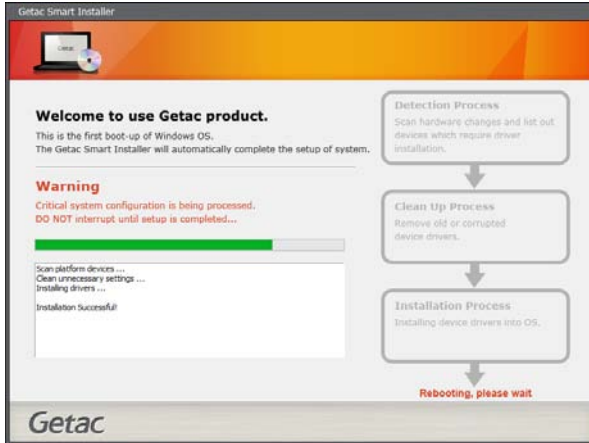 Getac Smart Installer
Getac
Welcome to use Getac product.
This is the first boot-up of Windows OS.
The Getac Smart Installer will automatically complete the setup of system.
Warning
Critical system configuration is being processed.
DO NOT interrupt until setup is completed...
Scan platform devices ...
Clean unnecessary settings ...
Installing drivers ...
Installation Successful!
Detection Process
Scan hardware changes and list out
devices which require driver
installation.
Clean Up Process
Remove old or corrupted
device drivers.
Installation Process
Installing device drivers into OS.
Rebooting, please wait
Getac